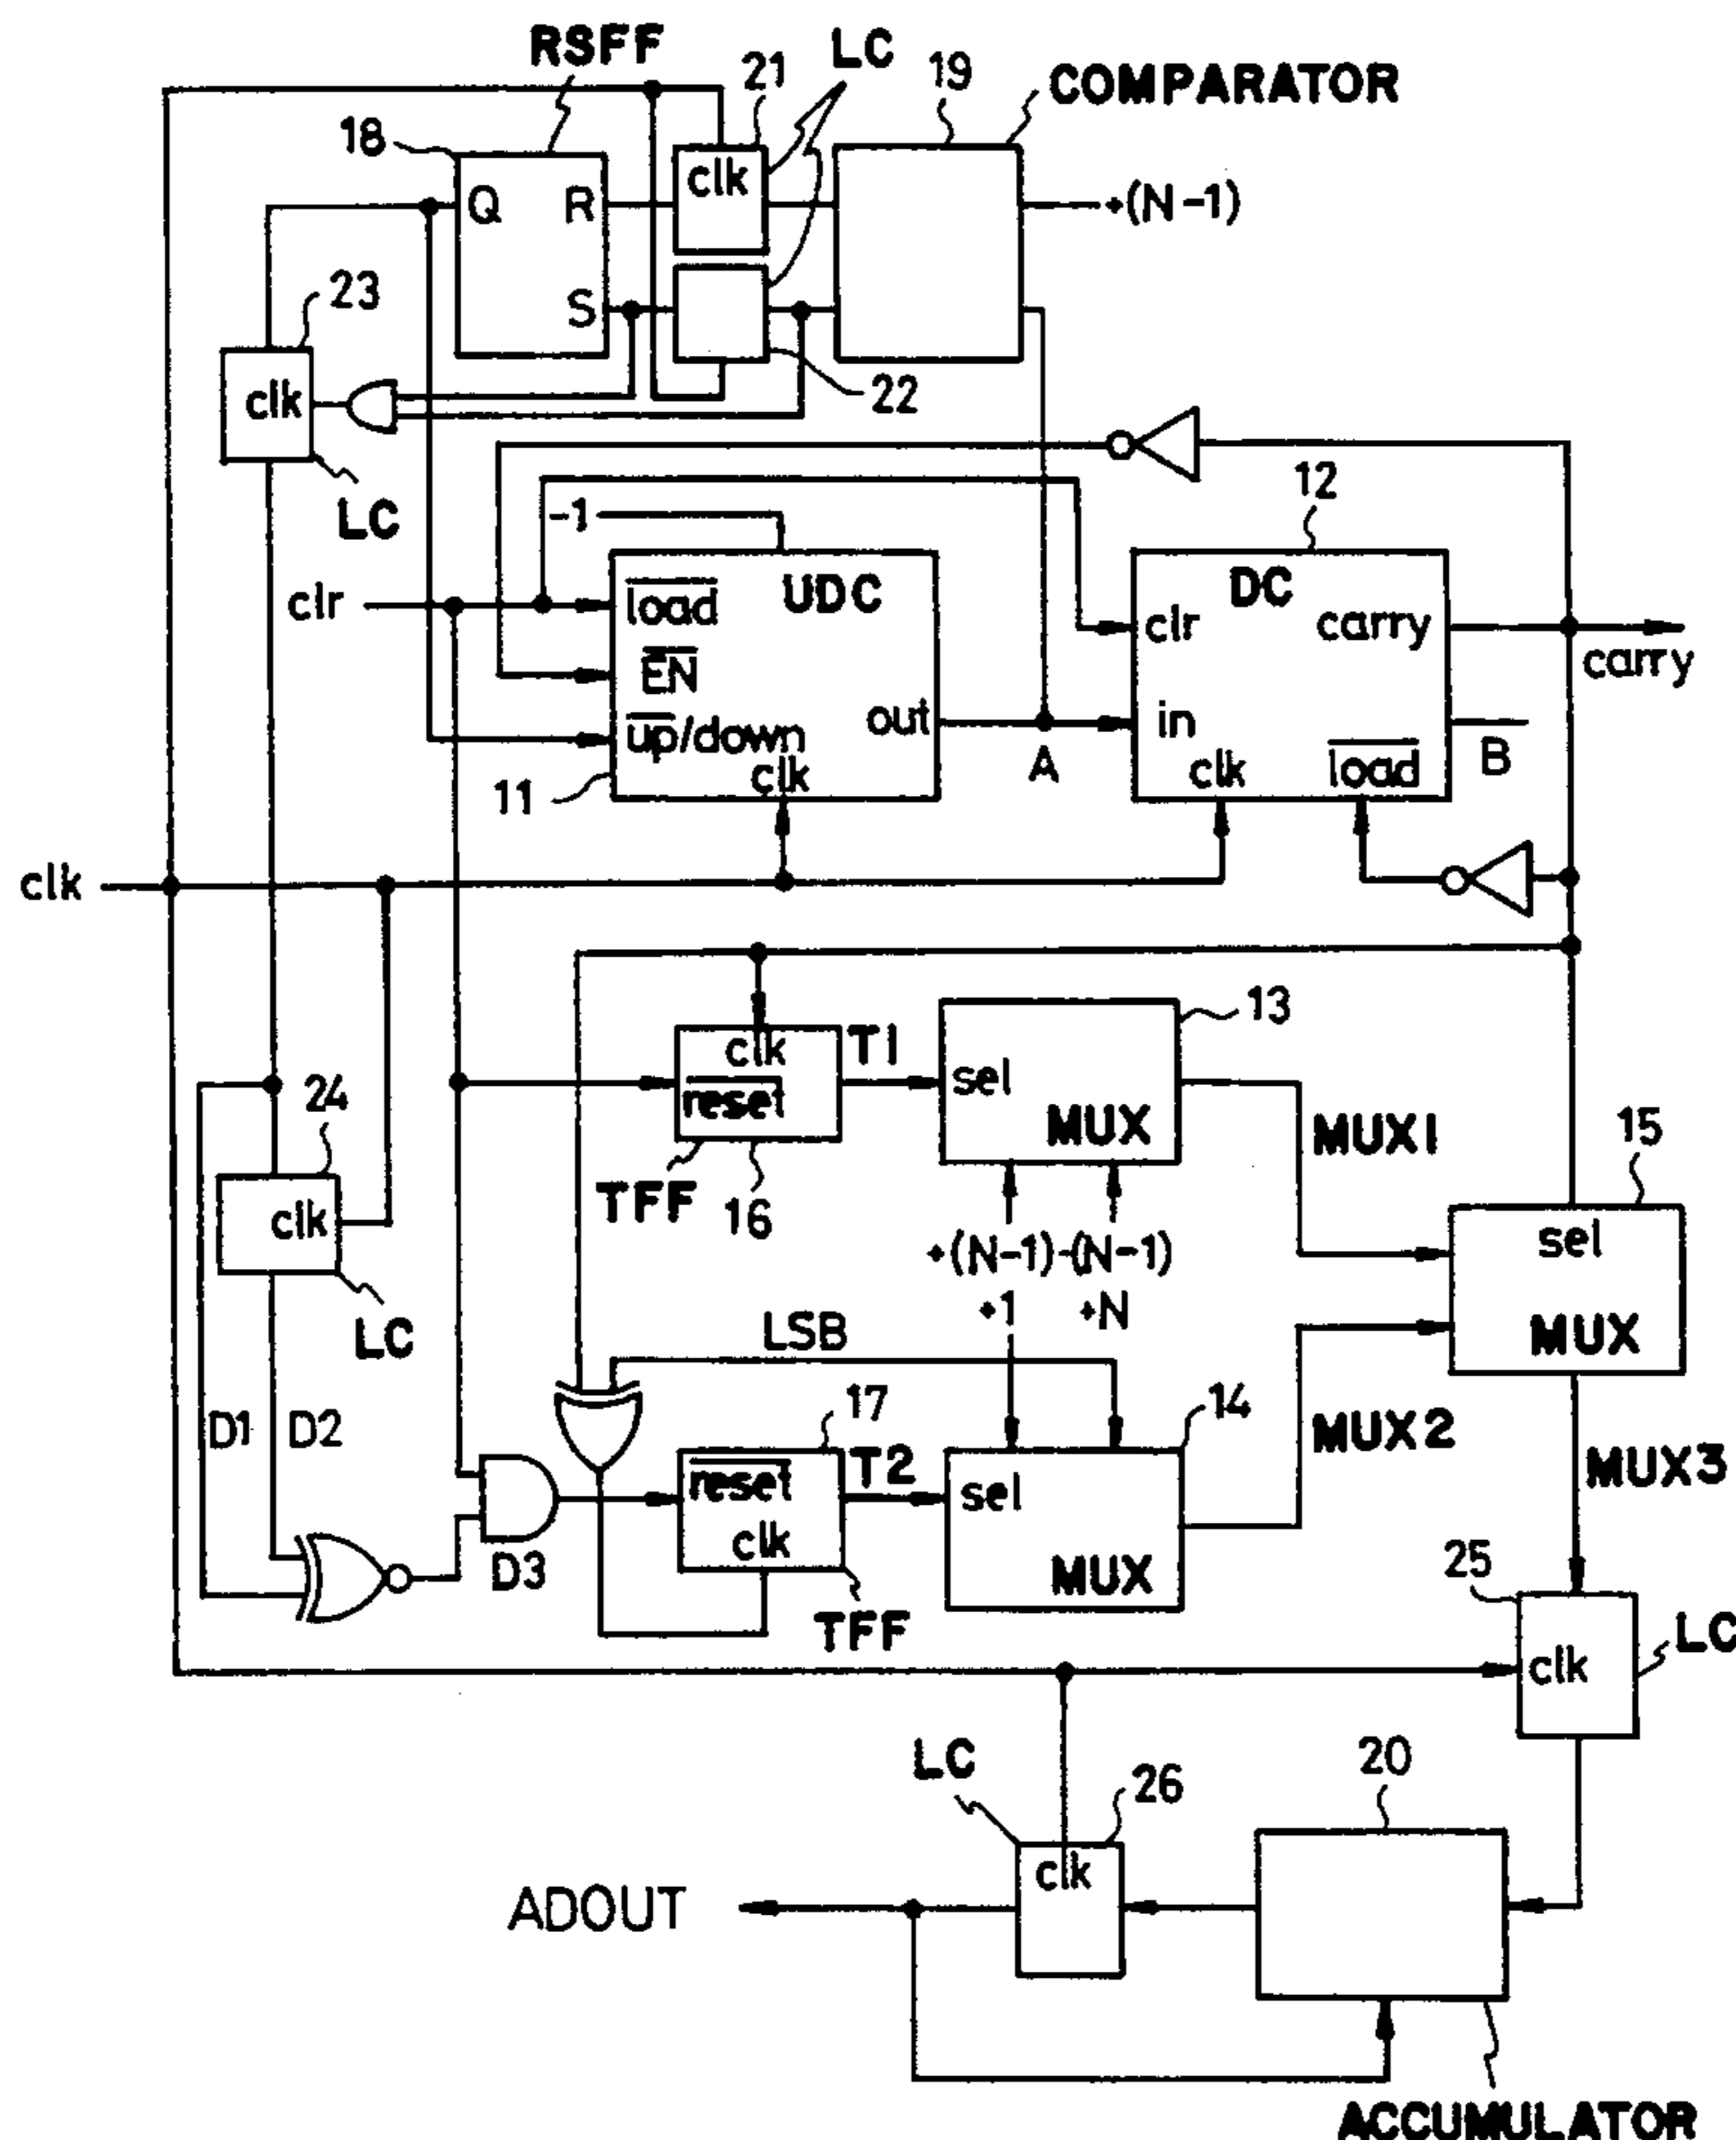 RSFF
21
LC
19
COMPARATOR
18
Q
R
clk
+(N-1)
S
23
22
clk
LC
12
-1
clr
load
UDC
DC
clr
carry
carry
EN
up/down
out
in
A
clk
load
B
11
clk
clk
13
clk
T1
reset
sel
MUX
MUX1
15
24
TFF
16
clk
+(N-1)
-(N-1)
sel
+1
+N
MUX
LC
LSB
D1
D2
17
14
MUX2
MUX3
reset
T2
sel
clk
MUX
D3
25
TFF
LC
clk
LC
26
20
clk
ADOUT
ACCUMULATOR